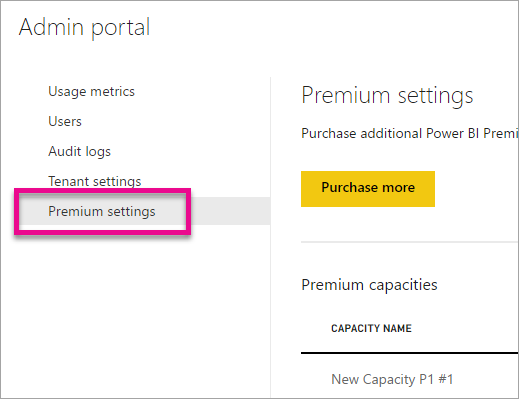 Admin portal
Usage metrics
Users
Audit logs
Tenant settings
Premium settings
Premium settings
Purchase additional Power BI Premi
Purchase more
Premium capacities
CAPACITY NAME
New Capacity P1 #1